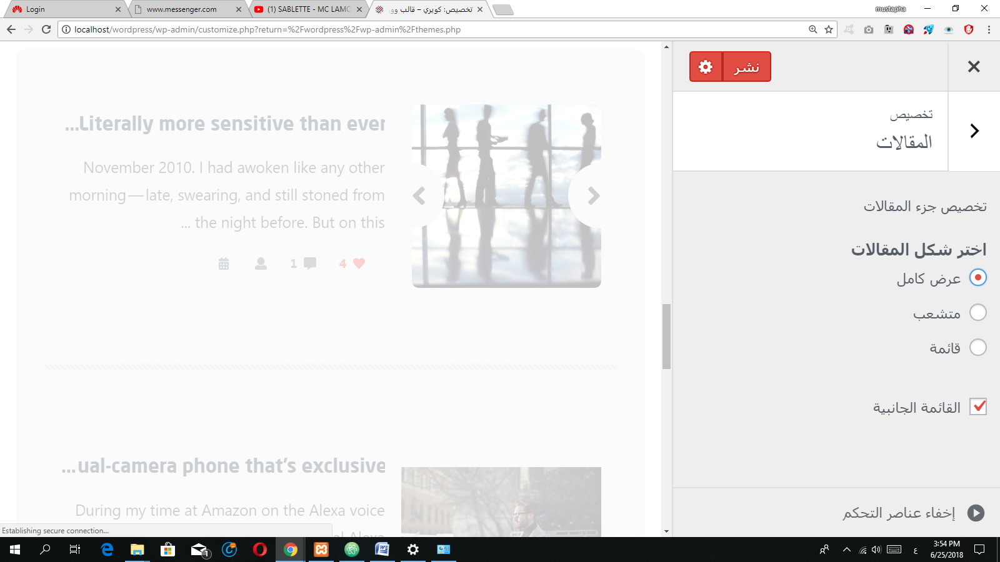 Login
www.messenger.com
(1) SABLETTE - MC LAMC
تخصيص: كويري – قالب وور
mustapha
localhost/wordpress/wp-admin/customize.php?return=%2Fwordpress%2Fwp-admin%2Fthemes.php
نشر
تخصيص
المقالات
تخصيص جزء المقالات
اختر شكل المقالات
عرض كامل
متشعب
قائمة
القائمة الجانبية
إخفاء عناصر التحكم
...Literally more sensitive than ever
November 2010. I had awoken like any other
morning — late, swearing, and still stoned from
... the night before. But on this
1
4
...ual-camera phone that's exclusive
During my time at Amazon on the Alexa voice
Establishing secure connection...
1
ع
3:54 PM
6/25/2018